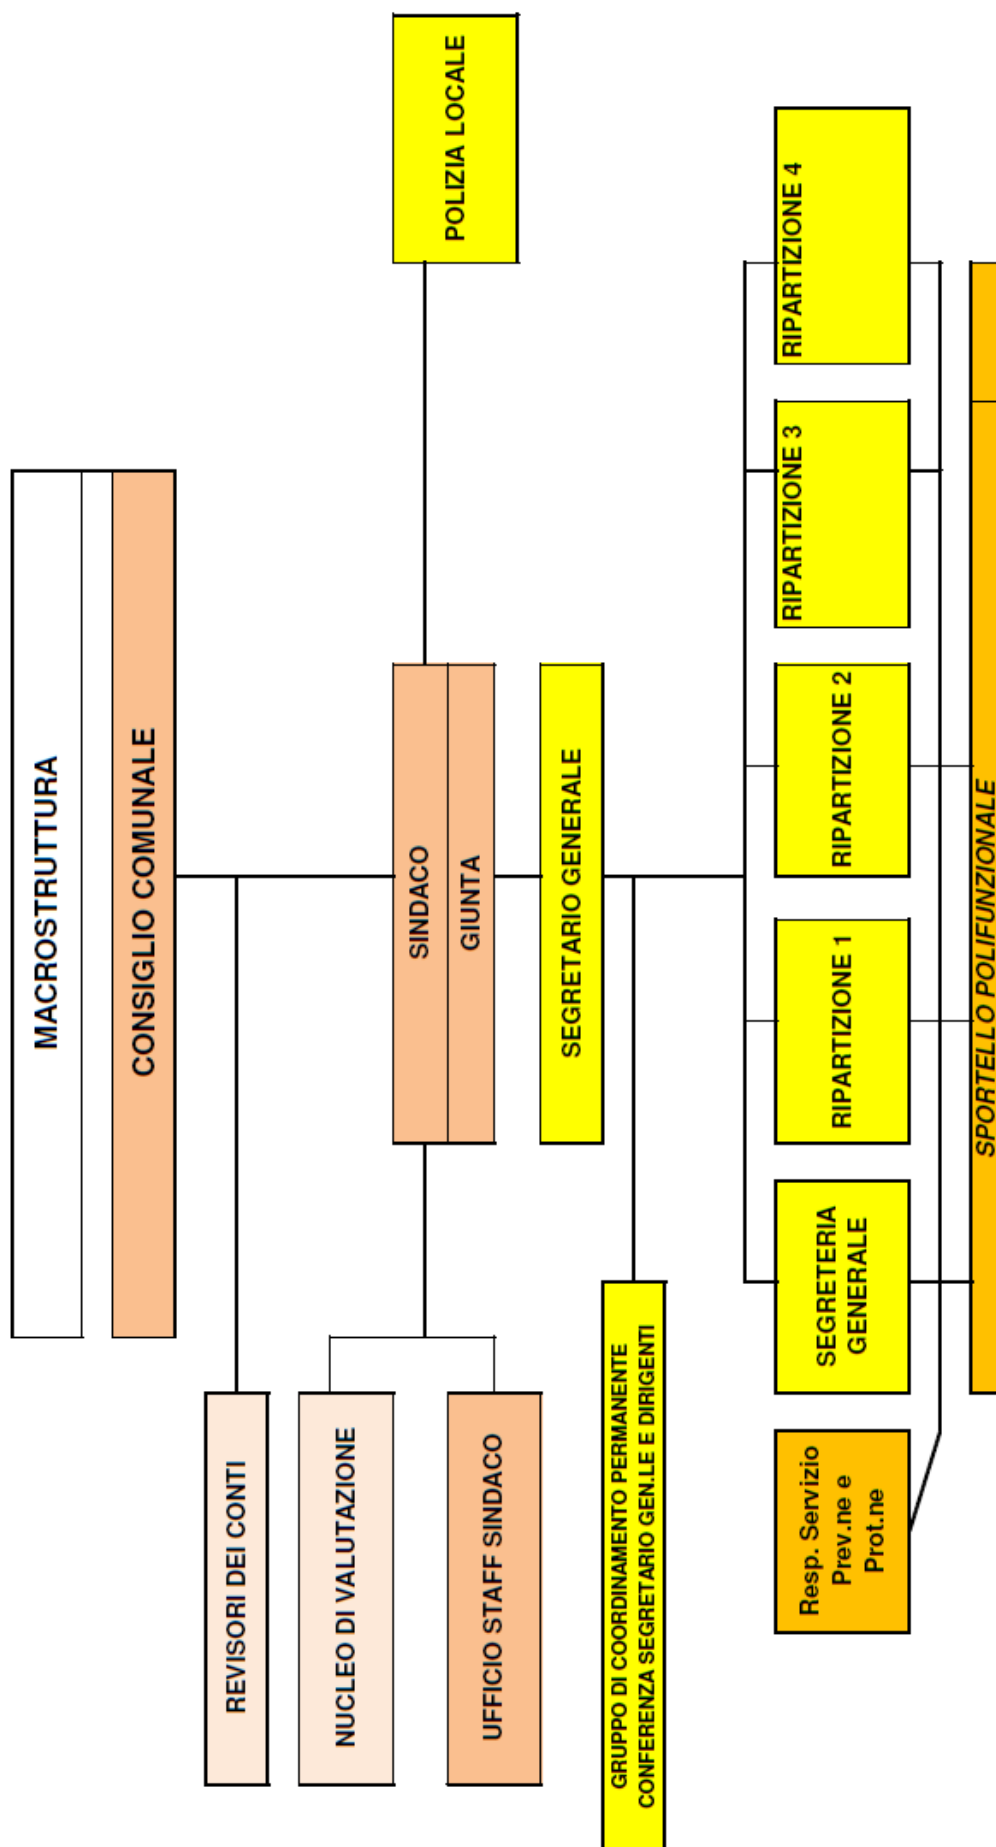 MACROSTRUTTURA
CONSIGLIO COMUNALE
REVISORI DEI CONTI
NUCLEO DI VALUTAZIONE
UFFICIO STAFF SINDACO
SINDACO
GIUNTA
POLIZIA LOCALE
SEGRETARIO GENERALE
GRUPPO DI COORDINAMENTO PERMANENTE
CONFERENZA SEGRETARIO GEN.LE E DIRIGENTI
Resp. Servizio
Prev.ne e
Prot.ne
SEGRETERIA
GENERALE
RIPARTIZIONE 1
RIPARTIZIONE 2
RIPARTIZIONE 3
RIPARTIZIONE 4
SPORTELLO POLIFUNZIONALE